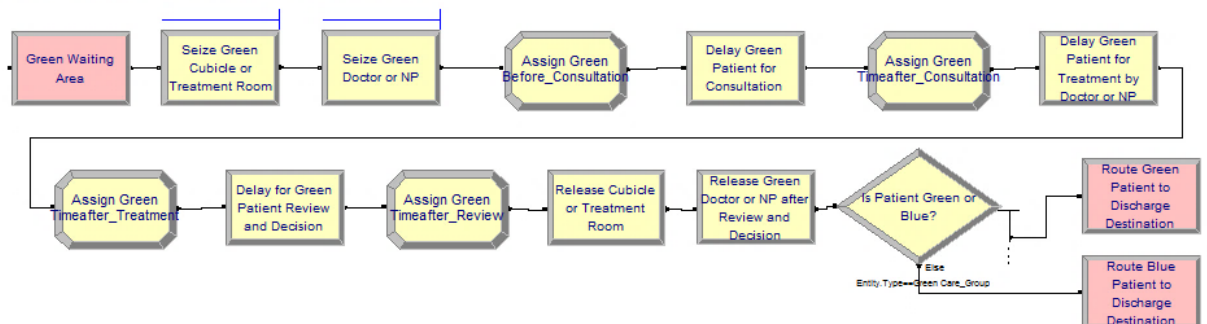 Green Waiting
Area
Seize Green
Cubicle or
Treatment Room
Seize Green
Doctor or NP
Assign Green
Before_Consultation
Delay Green
Patient for
Consultation
Assign Green
Timeafter_Consultation
Delay Green
Patient for
Treatment by
Doctor or NP
Assign Green
Timeafter_Treatment
Delay for Green
Patient Review
and Decision
Assign Green
Timeafter_Review
Release Cubicle
or Treatment
Room
Release Green
Doctor or NP after
Review and
Decision
Is Patient Green or
Blue?
Else
Entity.Type==Green Care_Group
Route Green
Patient to
Discharge
Destination
Route Blue
Patient to
Discharge
Destination